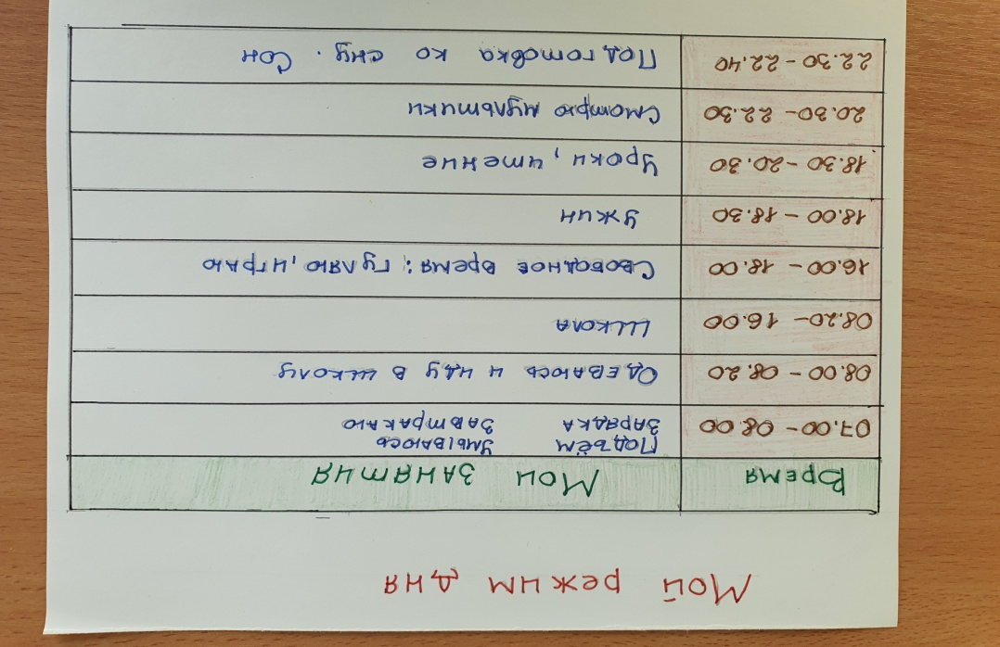 Мой режим дня
Время Мои занятия
07.00 - 08.00 Подъём Умываюсь
Зарядка Завтракаю
08.00 - 08.20 Одеваюсь и иду в школу
08.20 - 16.00 Школа
16.00 - 18.00 Свободное время: гуляю, играю
18.00 - 18.30 Ужин
18.30 - 20.30 Уроки, чтение
20.30 - 22.30 Смотрю мультики
22.30 - 22.40 Подготовка ко сну. Сон